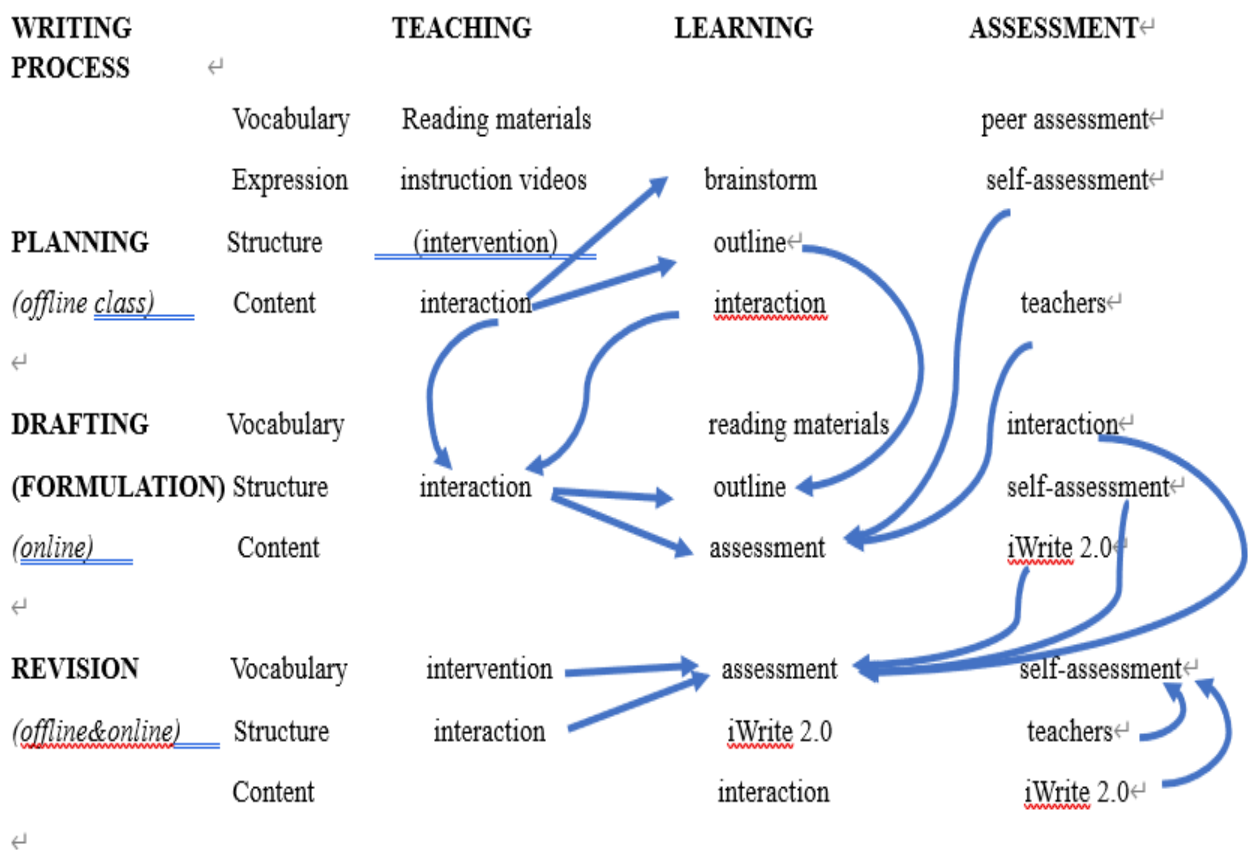 WRITING TEACHING LEARNING ASSESSMENT↵
PROCESS ↵
Vocabulary Reading materials peer assessment↵
Expression instruction videos brainstorm self-assessment↵
PLANNING Structure (intervention) outline↵
(offline class) Content interaction interaction teachers↵
↵
DRAFTING Vocabulary reading materials interaction↵
(FORMULATION) Structure interaction outline self-assessment↵
(online) Content assessment iWrite 2.0↵
↵
REVISION Vocabulary intervention assessment self-assessment↵
(offline&online) Structure interaction iWrite 2.0 teachers↵
Content interaction iWrite 2.0↵
↵